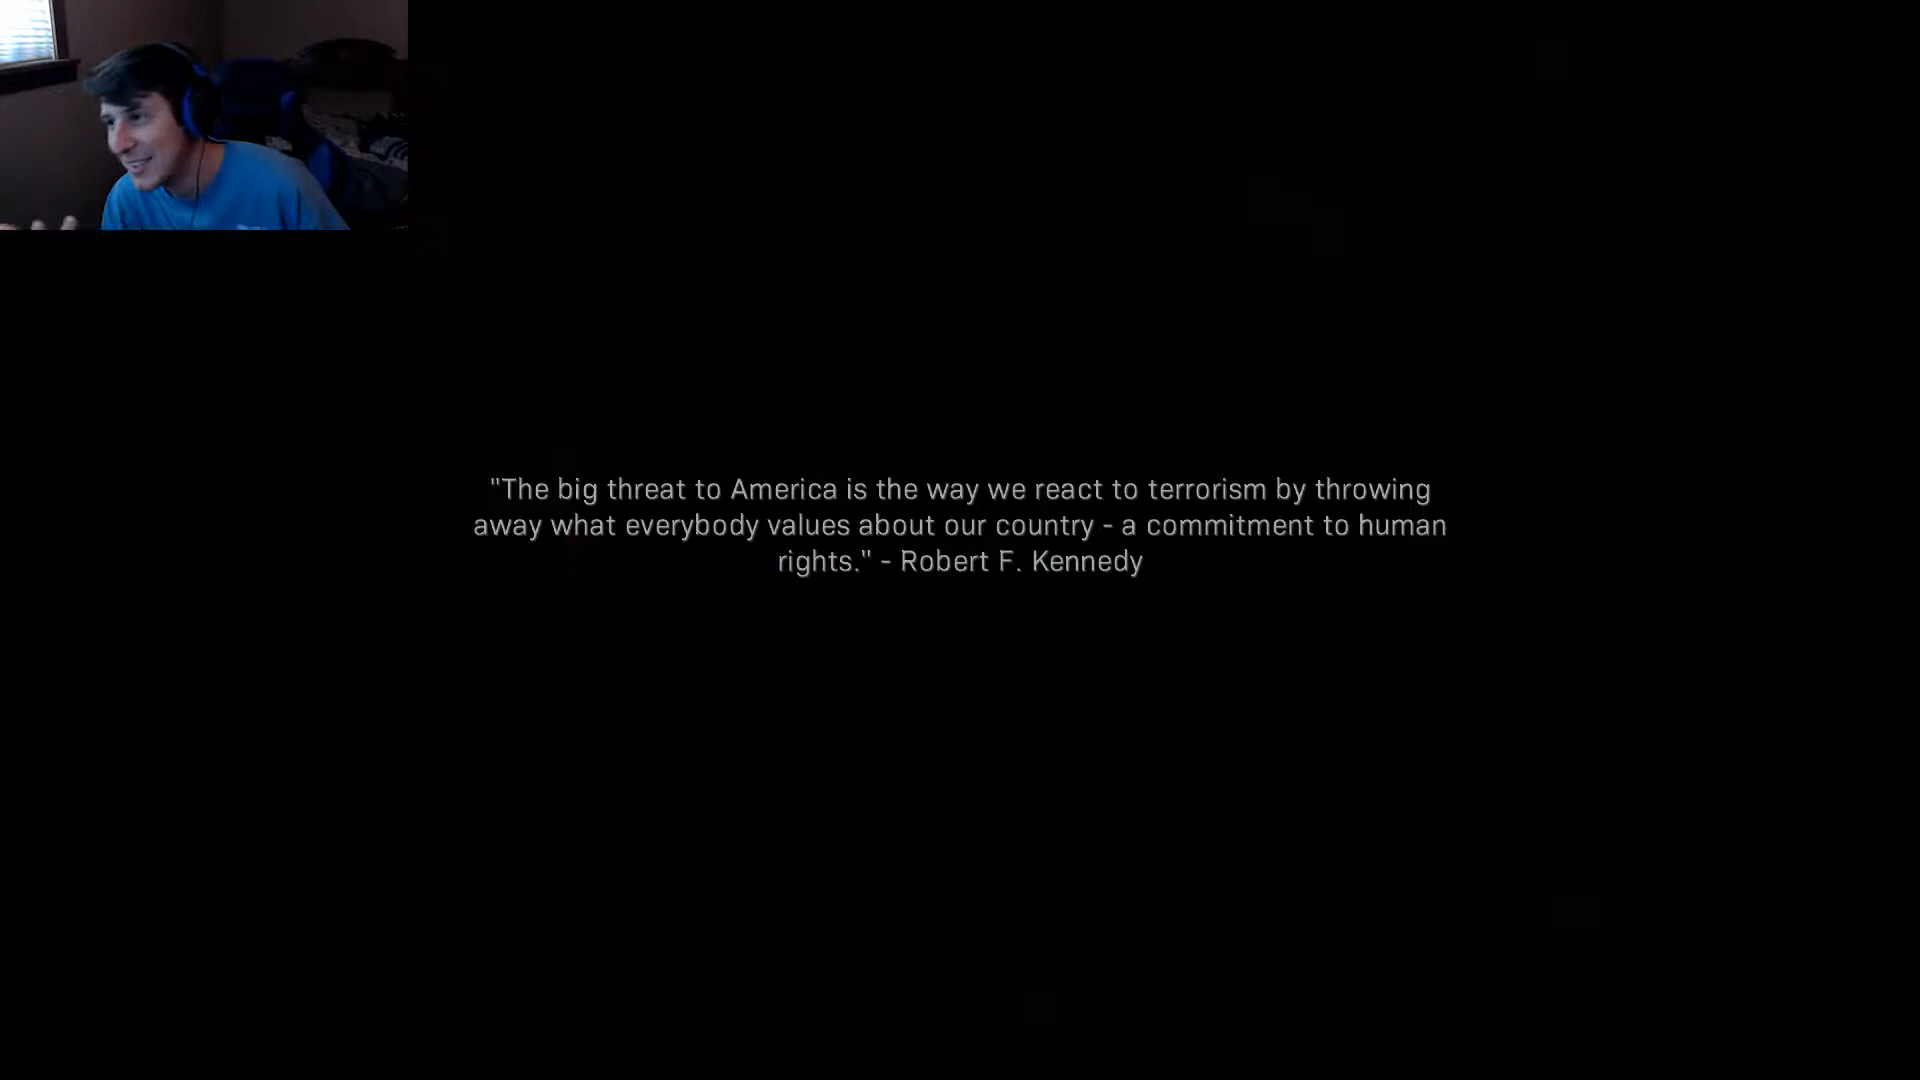 "The big threat to America is the way we react to terrorism by throwing
away what everybody values about our country - a commitment to human
rights." - Robert F. Kennedy